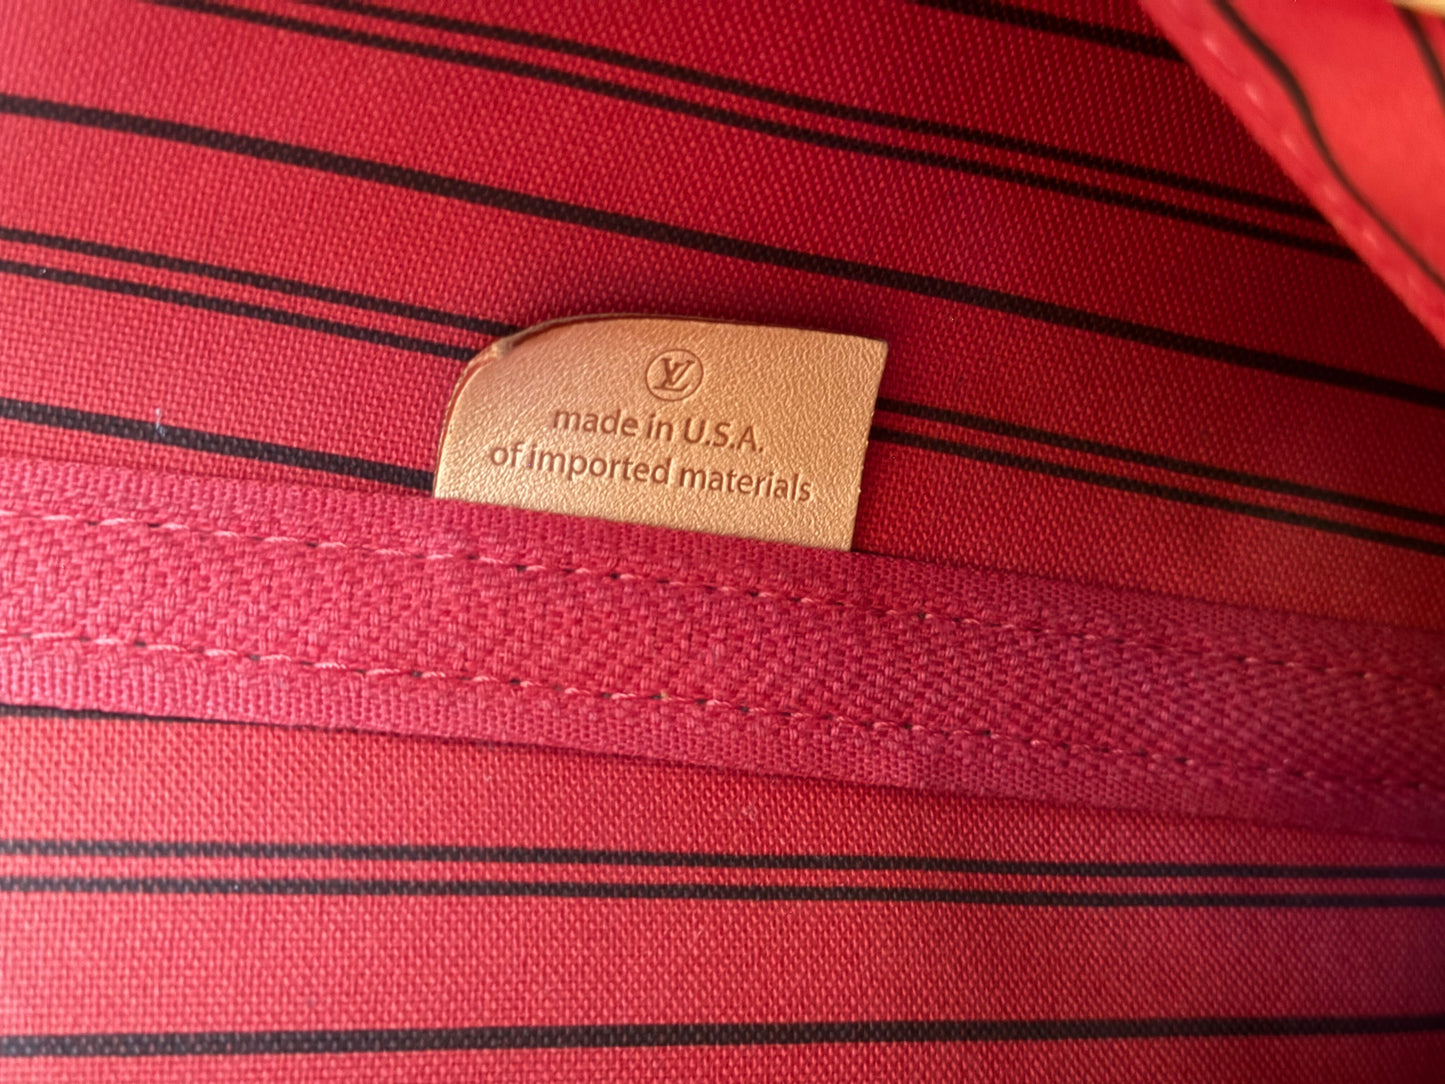 LV
made in U.S.A.
of imported materials